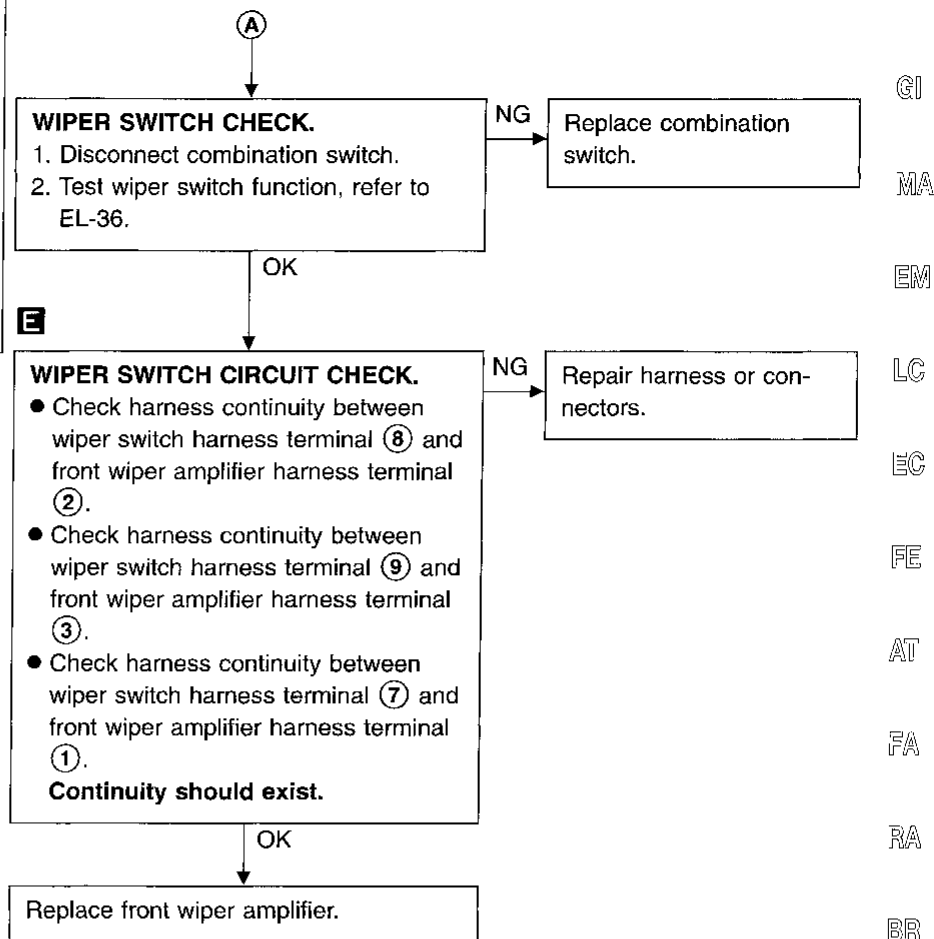 A
WIPER SWITCH CHECK.
1. Disconnect combination switch.
2. Test wiper switch function, refer to
EL-36.
NG
Replace combination
switch.
OK
E
WIPER SWITCH CIRCUIT CHECK.
● Check harness continuity between
wiper switch harness terminal ⑧ and
front wiper amplifier harness terminal
②.
● Check harness continuity between
wiper switch harness terminal ⑨ and
front wiper amplifier harness terminal
③.
● Check harness continuity between
wiper switch harness terminal ⑦ and
front wiper amplifier harness terminal
①.
Continuity should exist.
NG
Repair harness or con-
nectors.
OK
Replace front wiper amplifier.
GI
MA
EM
LC
EC
FE
AT
FA
RA
BR